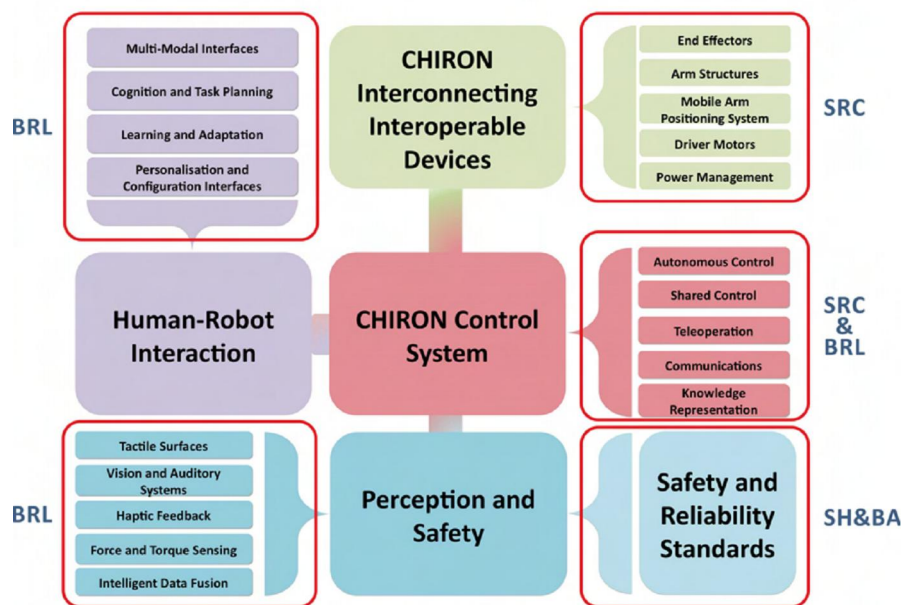 BRL
Multi-Modal Interfaces
Cognition and Task Planning
Learning and Adaptation
Personalisation and
Configuration Interfaces
CHIRON
Interconnecting
Interoperable
Devices
End Effectors
Arm Structures
Mobile Arm
Positioning System
Driver Motors
Power Management
SRC
Human-Robot
Interaction
CHIRON Control
System
Autonomous Control
Shared Control
Teleoperation
Communications
Knowledge
Representation
SRC
&
BRL
BRL
Tactile Surfaces
Vision and Auditory
Systems
Haptic Feedback
Force and Torque Sensing
Intelligent Data Fusion
Perception and
Safety
Safety and
Reliability
Standards
SH&BA